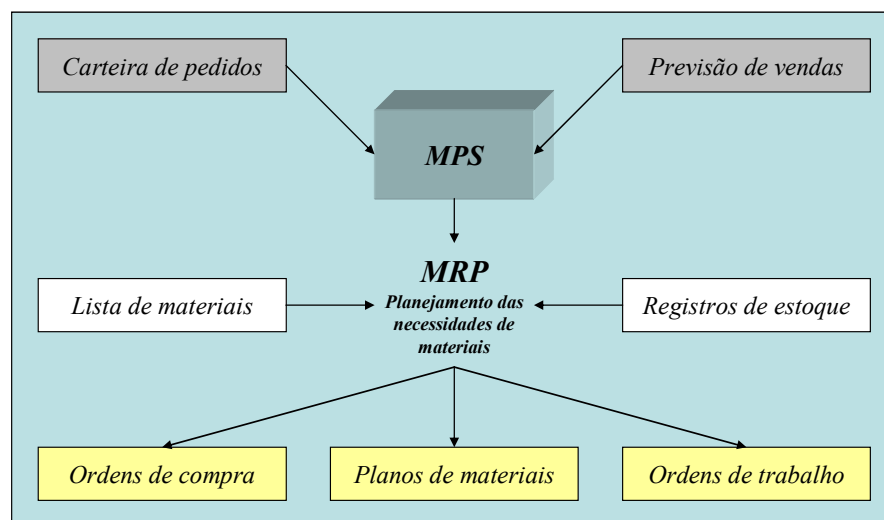 Carteira de pedidos
Previsão de vendas
MPS
MRP
Planejamento das
necessidades de
materiais
Lista de materiais
Registros de estoque
Ordens de compra
Planos de materiais
Ordens de trabalho